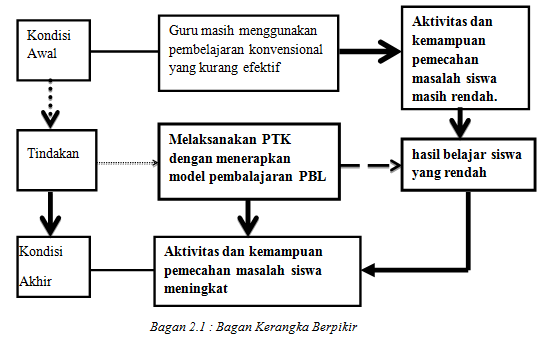 Kondisi
Awal
Guru masih menggunakan
pembelajaran konvensional
yang kurang efektif
Aktivitas dan
kemampuan
pemecahan
masalah siswa
masih rendah.
Tindakan
Melaksanakan PTK
dengan menerapkan
model pembalajaran PBL
hasil belajar siswa
yang rendah
Kondisi
Akhir
Aktivitas dan kemampuan
pemecahan masalah siswa
meningkat
Bagan 2.1 : Bagan Kerangka Berpikir